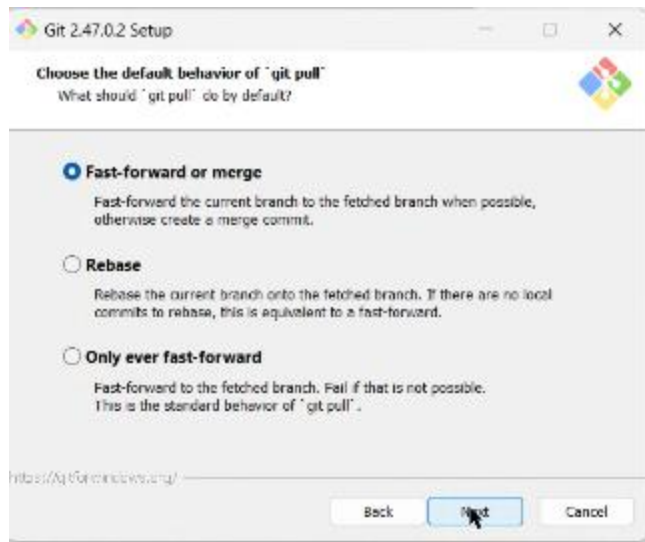 Git 2.47.0.2 Setup
Choose the default behavior of `git pull`
What should `git pull` do by default?
Fast-forward or merge
Fast-forward the current branch to the fetched branch when possible,
otherwise create a merge commit.
Rebase
Rebase the current branch onto the fetched branch. If there are no local
commits to rebase, this is equivalent to a fast-forward.
Only ever fast-forward
Fast-forward to the fetched branch. Fail if that is not possible.
This is the standard behavior of `git pull`.
https://gitforwindows.org/
Back Next Cancel